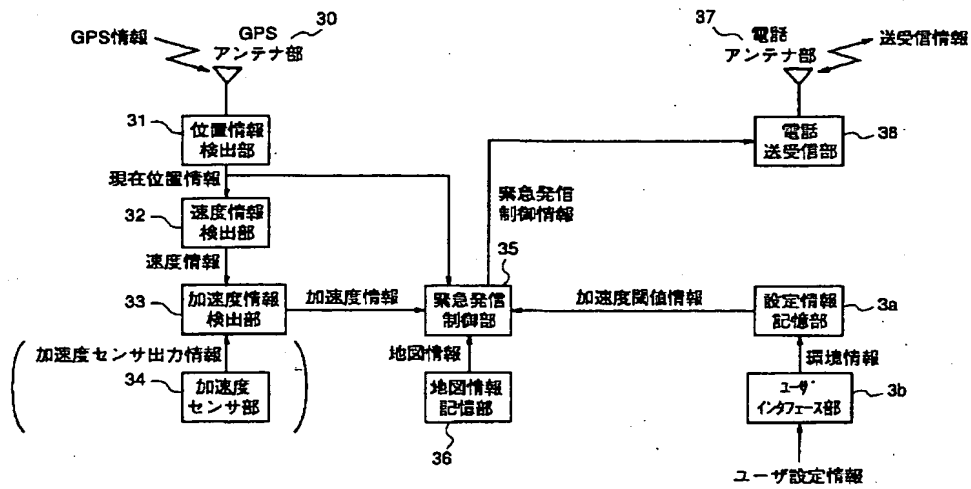 GPS情報
GPS
アンテナ部
30
37
電話
アンテナ部
送受信情報
31
位置情報
検出部
電話
送受信部
38
現在位置情報
32
速度情報
検出部
緊急発信
制御情報
速度情報
35
33
加速度情報
検出部
加速度情報
緊急発信
制御部
加速度閾値情報
設定情報
記憶部
3a
加速度センサ出力情報
地図情報
環境情報
34
加速度
センサ部
地図情報
記憶部
ユーザ
インタフェース部
3b
36
ユーザ設定情報